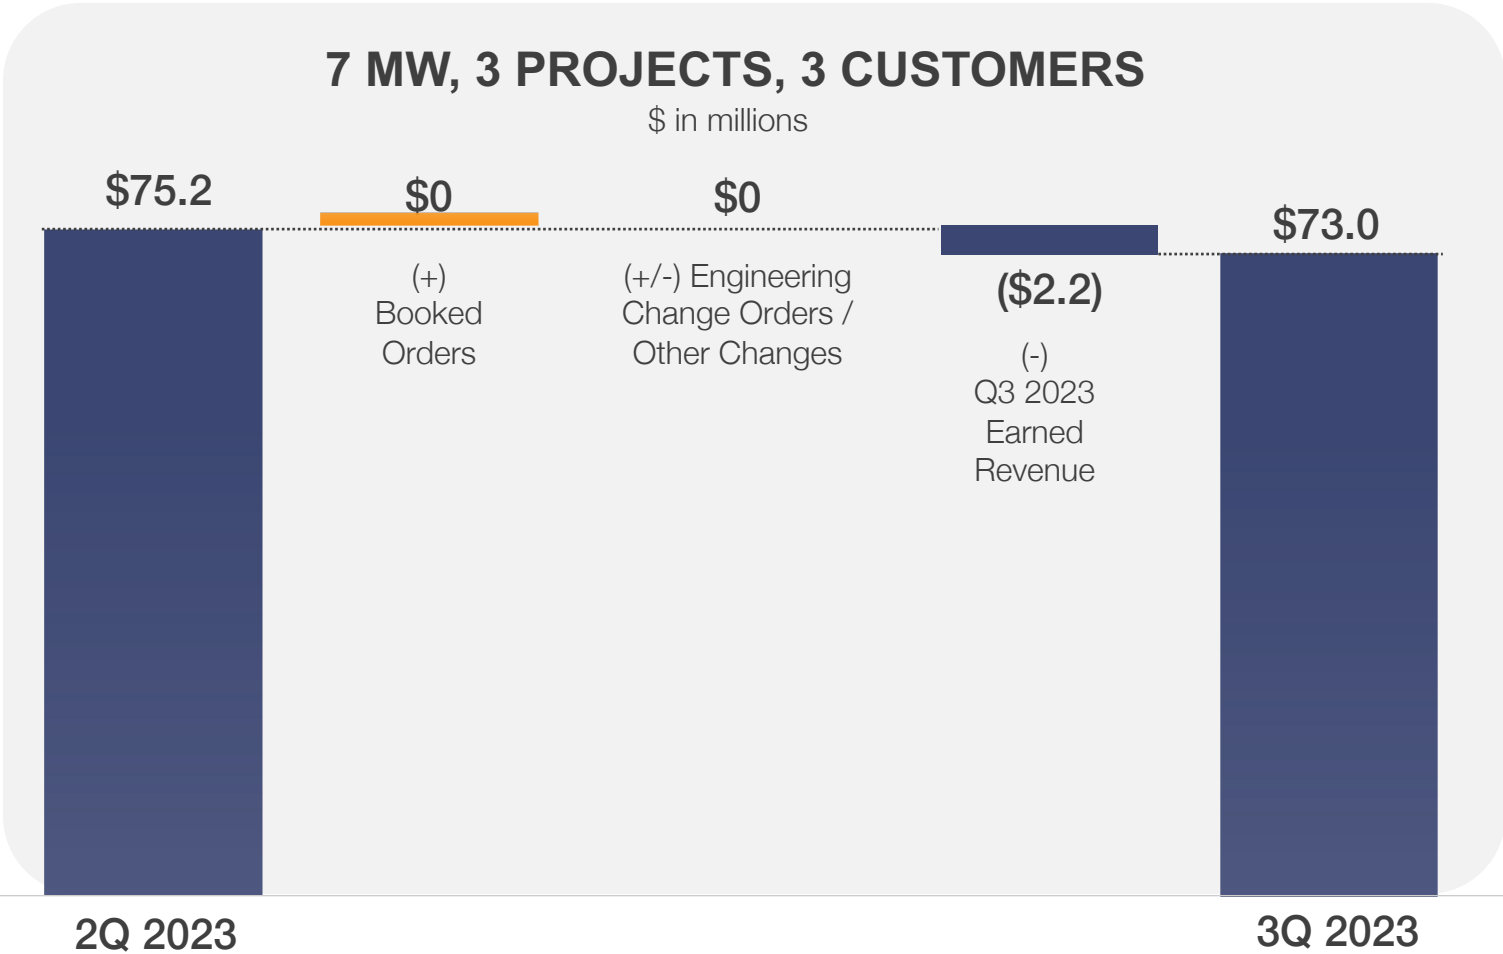 7 MW, 3 PROJECTS, 3 CUSTOMERS
$ in millions
$75.2
$0
$0
$73.0
(+)
Booked
Orders
(+/-) Engineering
Change Orders /
Other Changes
($2.2)
(-)
Q3 2023
Earned
Revenue
2Q 2023
3Q 2023